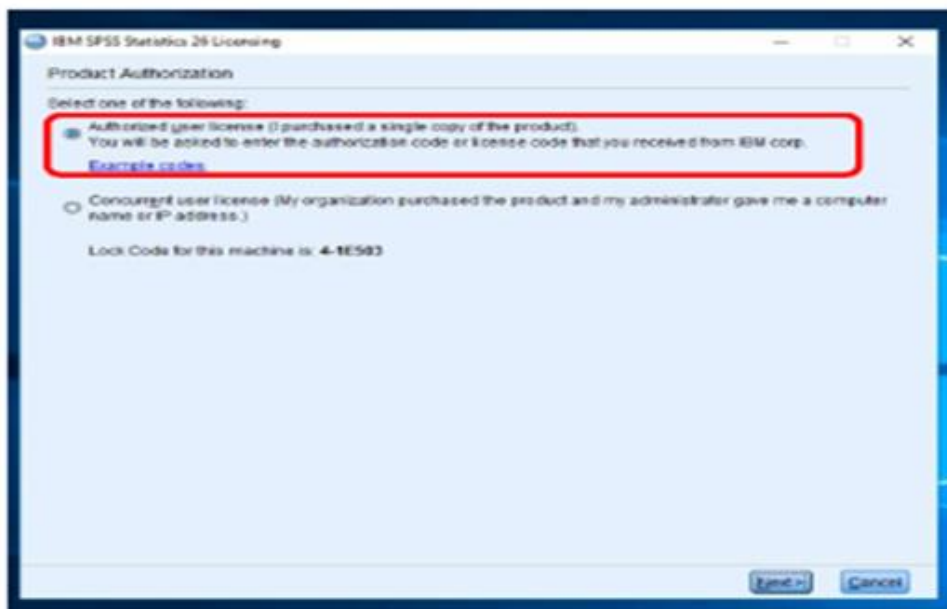 IBM SPSS Statistics 26 Licensing
Product Authorization
Select one of the following:
Authorized user license (I purchased a single copy of the product).
You will be asked to enter the authorization code or license code that you received from IBM corp.
Example codes
Concurrent user license (My organization purchased the product and my administrator gave me a computer
name or IP address.)
Lock Code for this machine is: 4-1E503
Next >
Cancel